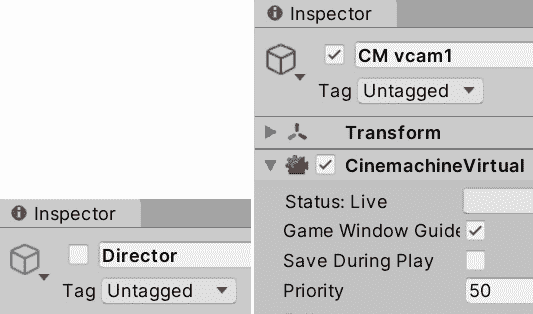 Inspector
CM vcam1
Tag Untagged
Transform
CinemachineVirtual
Status: Live
Game Window Guide
Save During Play
Priority 50
Inspector
Director
Tag Untagged